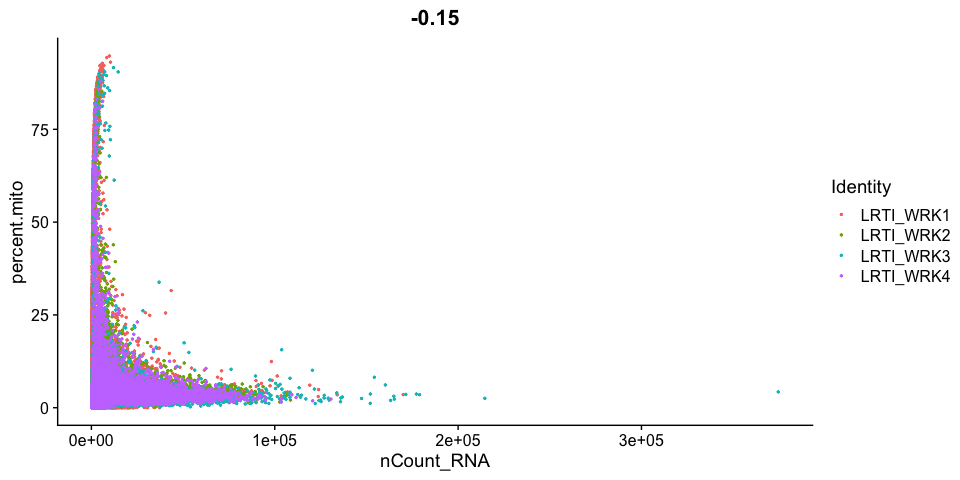 -0.15
percent.mito
75
50
25
0
0e+00 1e+05 2e+05 3e+05
nCount_RNA
Identity
LRTI_WRK1
LRTI_WRK2
LRTI_WRK3
LRTI_WRK4